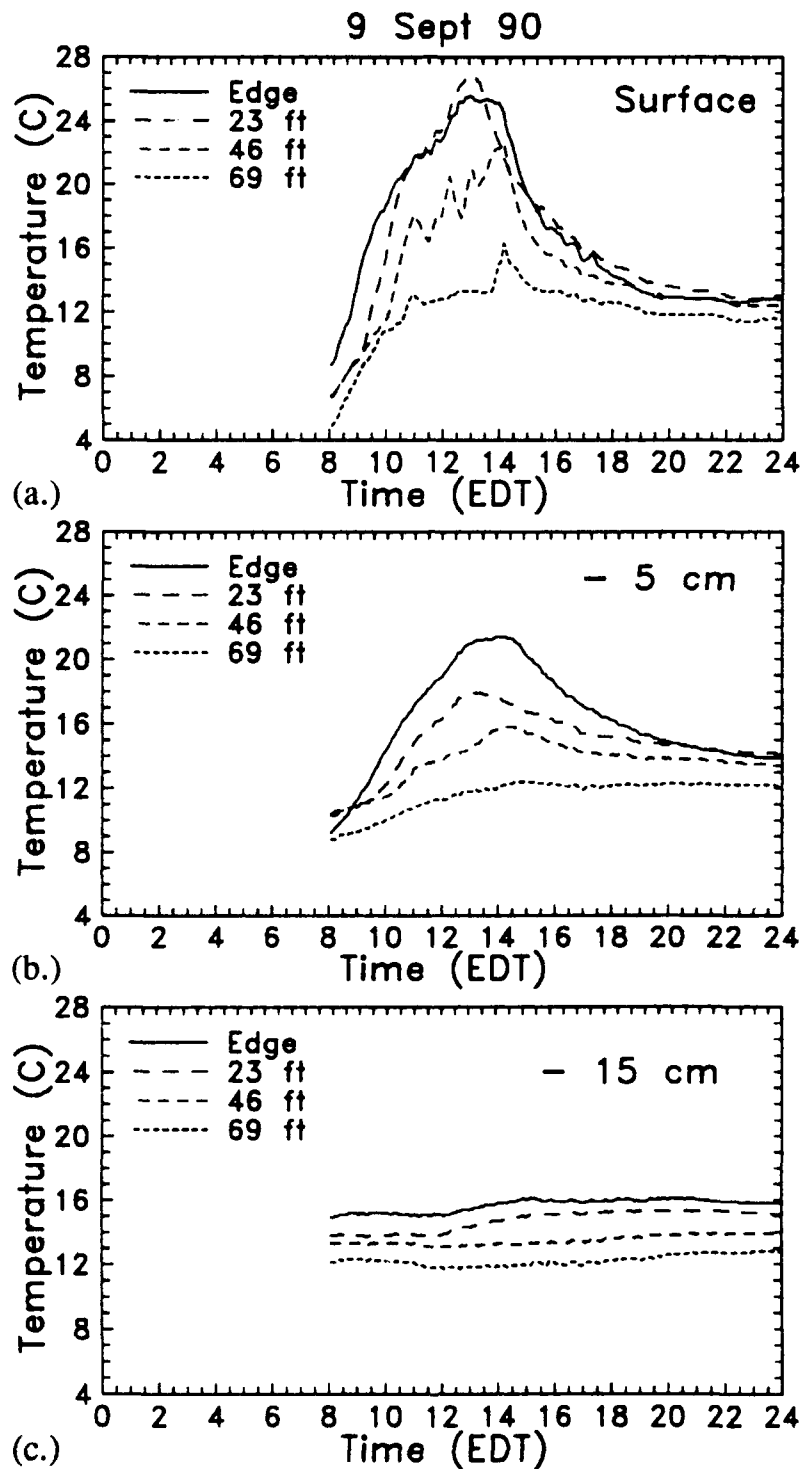 9 Sept 90
28
24
20
16
12
8
4
Temperature (C)
Edge
23 ft
46 ft
69 ft
Surface
0 2 4 6 8 10 12 14 16 18 20 22 24
(a.) Time (EDT)
28
24
20
16
12
8
4
Temperature (C)
Edge
23 ft
46 ft
69 ft
- 5 cm
0 2 4 6 8 10 12 14 16 18 20 22 24
(b.) Time (EDT)
28
24
20
16
12
8
4
Temperature (C)
Edge
23 ft
46 ft
69 ft
- 15 cm
0 2 4 6 8 10 12 14 16 18 20 22 24
(c.) Time (EDT)